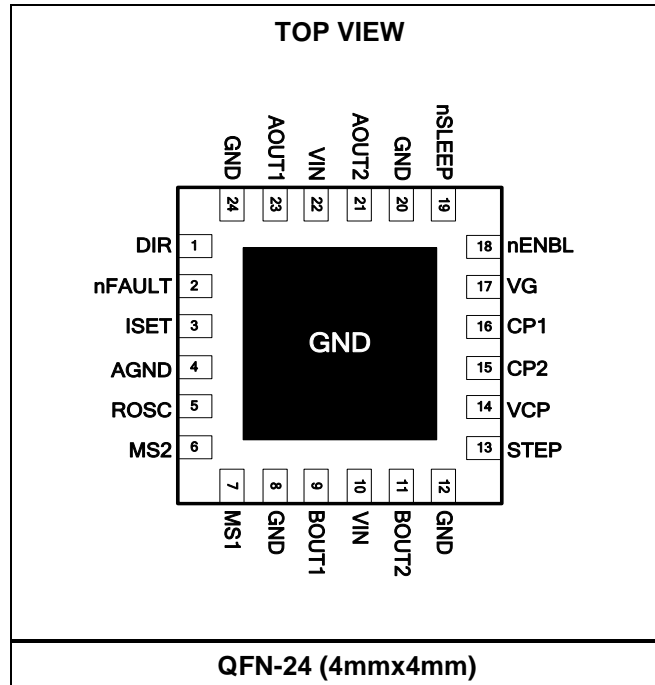 TOP VIEW
GND
AOUT1
VIN
AOUT2
GND
nSLEEP
24
23
22
21
20
19
DIR 1
nFAULT 2
ISET 3
AGND 4
ROSC 5
MS2 6
GND
18 nENBL
17 VG
16 CP1
15 CP2
14 VCP
13 STEP
7
8
9
10
11
12
MS1
GND
BOUT1
VIN
BOUT2
GND
QFN-24 (4mmx4mm)